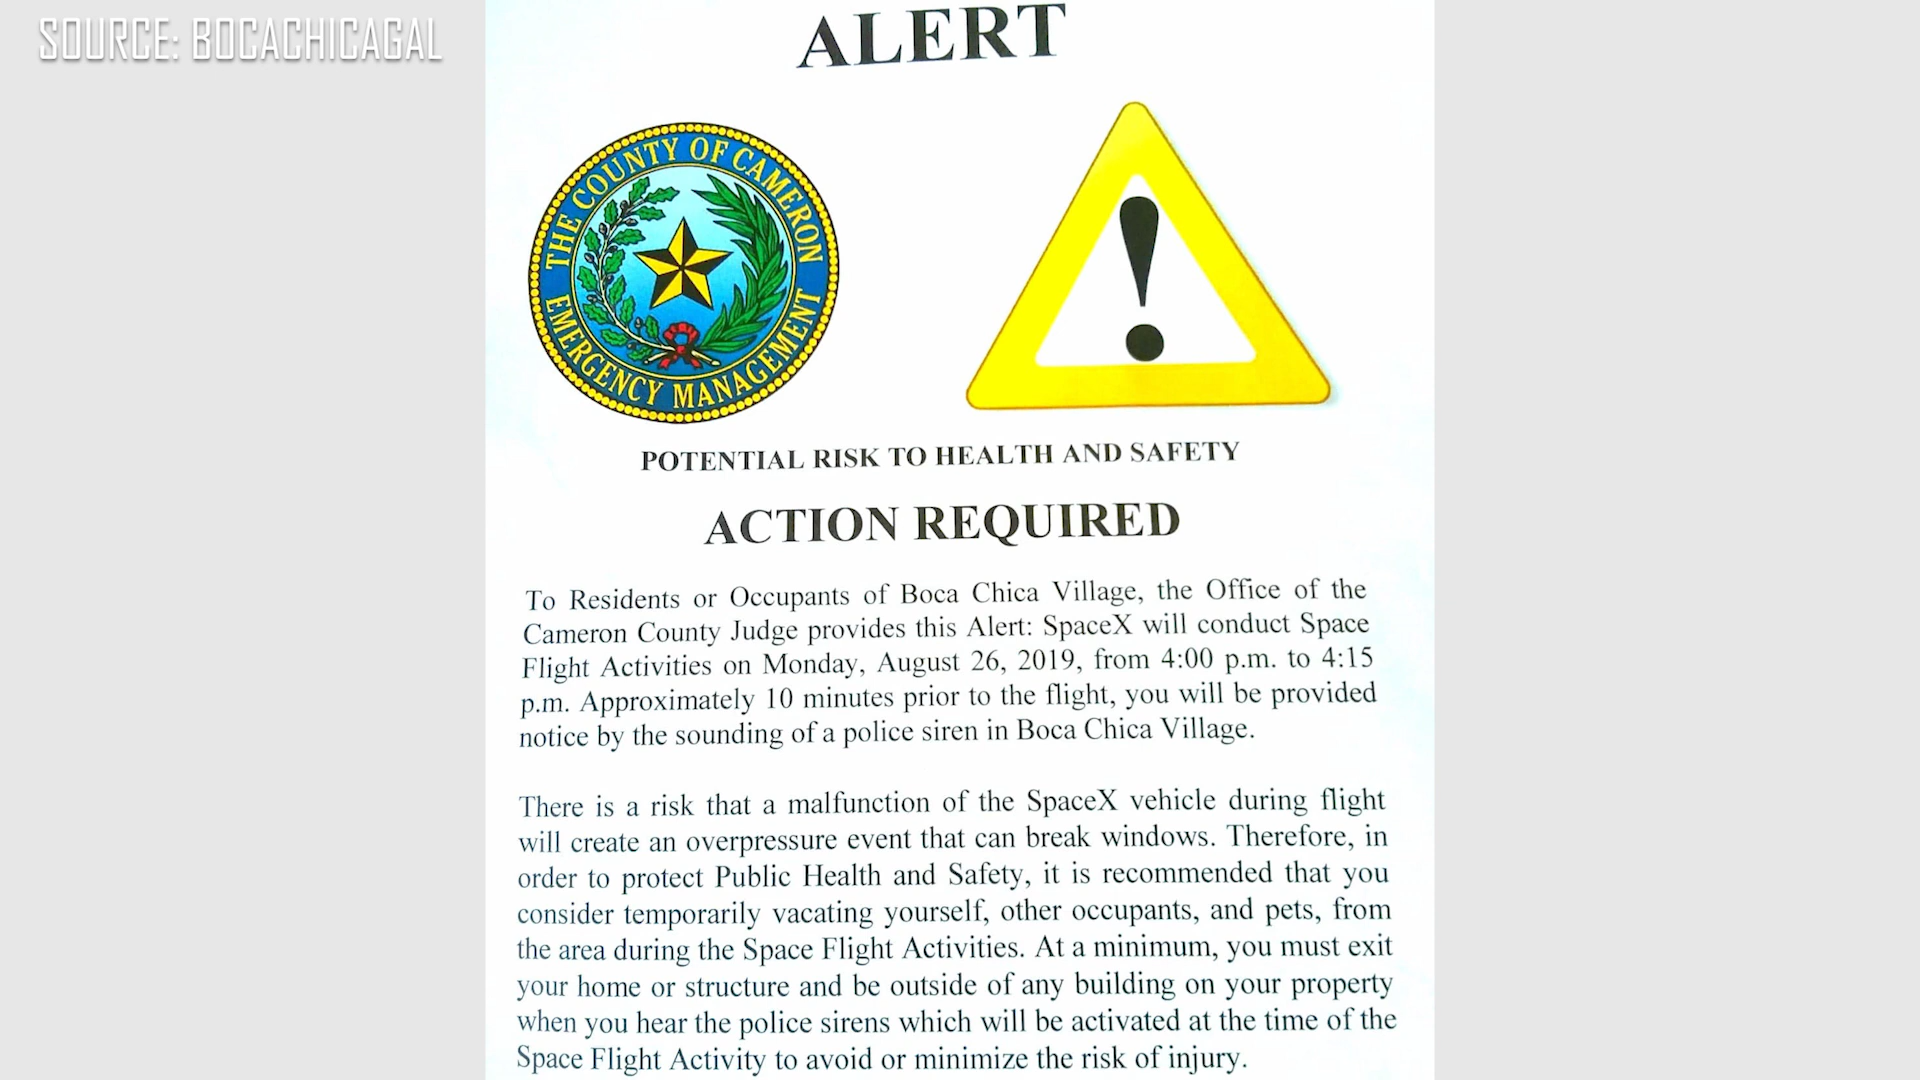 SOURCE: BOCACHICAGAL
ALERT
THE COUNTY OF CAMERON
EMERGENCY MANAGEMENT
!
POTENTIAL RISK TO HEALTH AND SAFETY
ACTION REQUIRED
To Residents or Occupants of Boca Chica Village, the Office of the
Cameron County Judge provides this Alert: SpaceX will conduct Space
Flight Activities on Monday, August 26, 2019, from 4:00 p.m. to 4:15
p.m. Approximately 10 minutes prior to the flight, you will be provided
notice by the sounding of a police siren in Boca Chica Village.
There is a risk that a malfunction of the SpaceX vehicle during flight
will create an overpressure event that can break windows. Therefore, in
order to protect Public Health and Safety, it is recommended that you
consider temporarily vacating yourself, other occupants, and pets, from
the area during the Space Flight Activities. At a minimum, you must exit
your home or structure and be outside of any building on your property
when you hear the police sirens which will be activated at the time of the
Space Flight Activity to avoid or minimize the risk of injury.